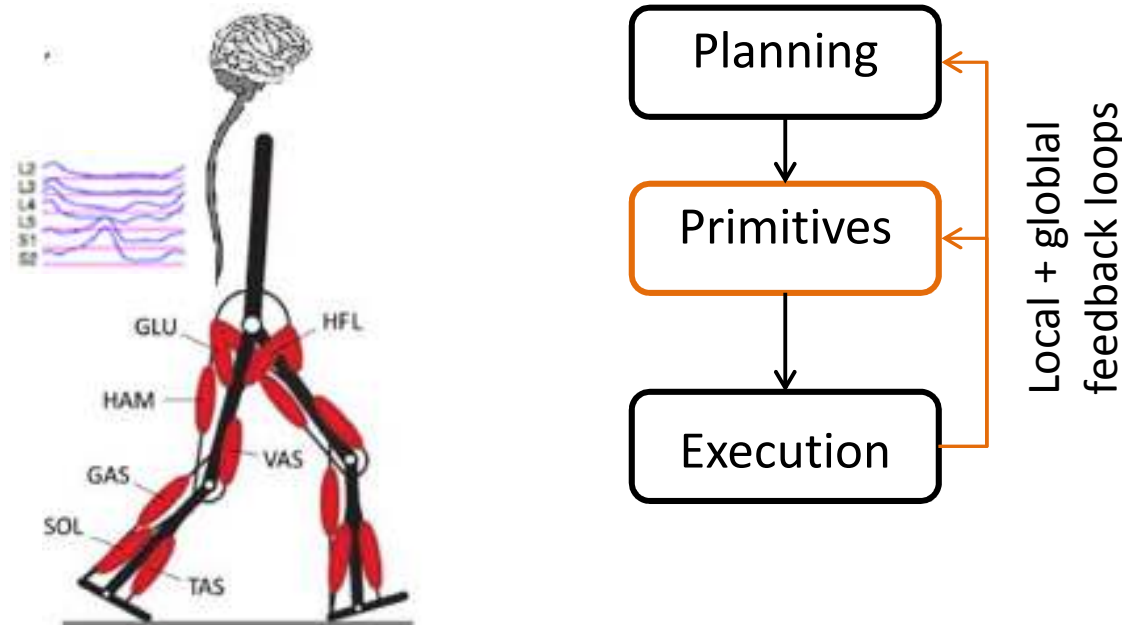 L2
L3
L4
L5
S1
S2
GLU
HFL
HAM
VAS
GAS
SOL
TAS
Planning
Primitives
Execution
Local + globlal
feedback loops